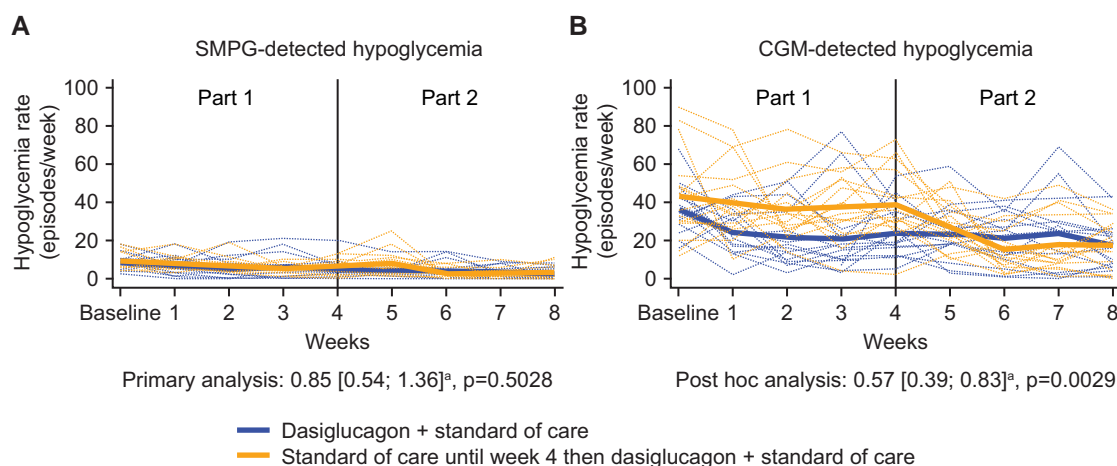 A
SMPG-detected hypoglycemia
Hypoglycemia rate
(episodes/week)
100
80
60
40
20
0
Part 1
Part 2
Baseline 1 2 3 4 5 6 7 8
Weeks
Primary analysis: 0.85 [0.54; 1.36]ᵃ, p=0.5028
B
CGM-detected hypoglycemia
Hypoglycemia rate
(episodes/week)
100
80
60
40
20
0
Part 1
Part 2
Baseline 1 2 3 4 5 6 7 8
Weeks
Post hoc analysis: 0.57 [0.39; 0.83]ᵃ, p=0.0029
Dasiglucagon + standard of care
Standard of care until week 4 then dasiglucagon + standard of care